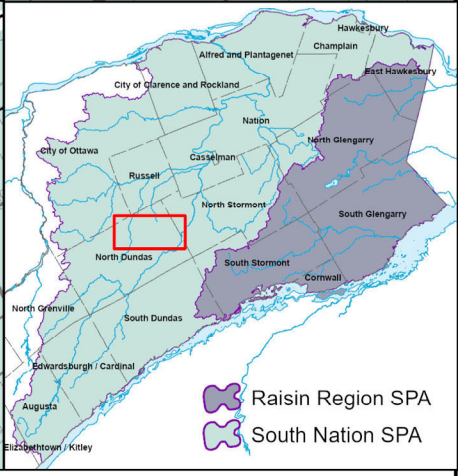 Hawkesbury
Champlain
Alfred and Plantagenet
East Hawkesbury
City of Clarence and Rockland
Nation
North Glengarry
City of Ottawa
Casselman
Russell
North Stormont
South Glengarry
North Dundas
South Stormont
Cornwall
North Grenville
South Dundas
Edwardsburgh / Cardinal
Raisin Region SPA
Augusta
South Nation SPA
Elizabethtown / Kitley